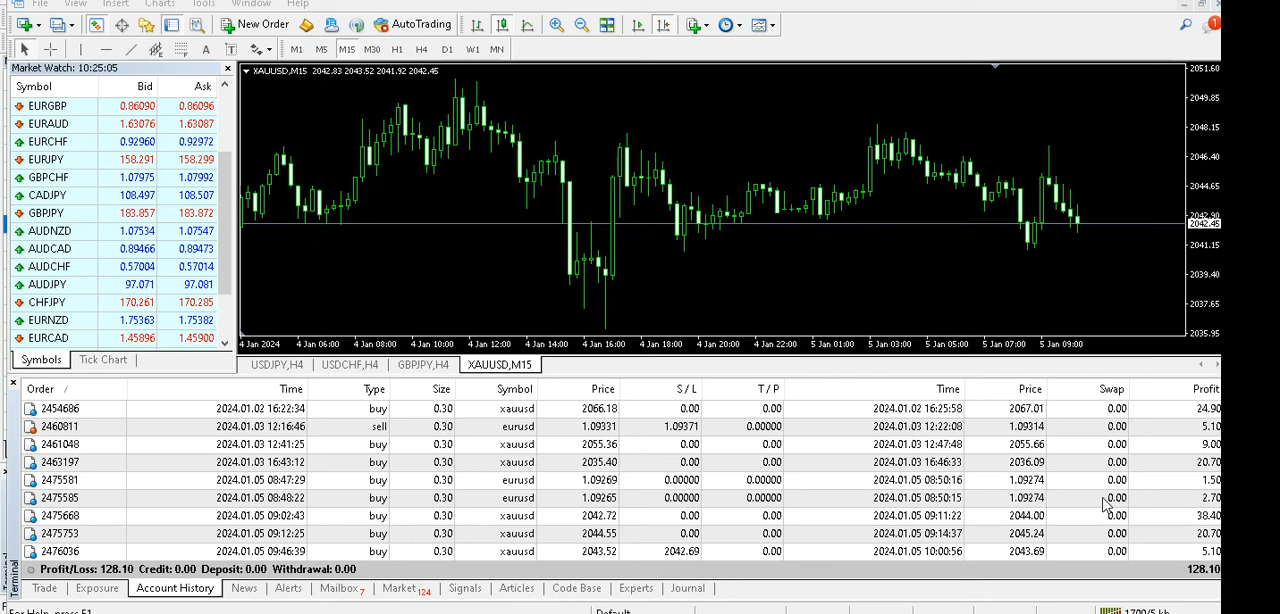 File View Insert Charts Tools Window Help
New Order AutoTrading 1
A T M1 M5 M15 M30 H1 H4 D1 W1 MN
Market Watch: 10:25:05
Symbol Bid Ask
EURGBP 0.86090 0.86096
EURAUD 1.63076 1.63087
EURCHF 0.92960 0.92972
EURJPY 158.291 158.299
GBPCHF 1.07975 1.07992
CADJPY 108.497 108.507
GBPJPY 183.857 183.872
AUDNZD 1.07534 1.07547
AUDCAD 0.89466 0.89473
AUDCHF 0.57004 0.57014
AUDJPY 97.071 97.081
CHFJPY 170.261 170.285
EURNZD 1.75363 1.75382
EURCAD 1.45896 1.45900
Symbols Tick Chart
XAUUSD,M15 2042.83 2043.52 2041.92 2042.45
2051.60
2049.85
2048.15
2046.40
2044.65
2042.90
2042.45
2041.15
2039.40
2037.65
2035.95
4 Jan 2024 4 Jan 06:00 4 Jan 08:00 4 Jan 10:00 4 Jan 12:00 4 Jan 14:00 4 Jan 16:00 4 Jan 18:00 4 Jan 20:00 4 Jan 22:00 5 Jan 01:00 5 Jan 03:00 5 Jan 05:00 5 Jan 07:00 5 Jan 09:00
USDJPY,H4 USDCHF,H4 GBPJPY,H4 XAUUSD,M15
Order / Time Type Size Symbol Price S / L T / P Time Price Swap Profit
2454686 2024.01.02 16:22:34 buy 0.30 xauusd 2066.18 0.00 0.00 2024.01.02 16:25:58 2067.01 0.00 24.90
2460811 2024.01.03 12:16:46 sell 0.30 eurusd 1.09331 1.09371 0.00000 2024.01.03 12:22:08 1.09314 0.00 5.10
2461048 2024.01.03 12:41:25 buy 0.30 xauusd 2055.36 0.00 0.00 2024.01.03 12:47:48 2055.66 0.00 9.00
2463197 2024.01.03 16:43:12 buy 0.30 xauusd 2035.40 0.00 0.00 2024.01.03 16:46:33 2036.09 0.00 20.70
2475581 2024.01.05 08:47:29 buy 0.30 eurusd 1.09269 0.00000 0.00000 2024.01.05 08:50:16 1.09274 0.00 1.50
2475585 2024.01.05 08:48:22 buy 0.30 eurusd 1.09265 0.00000 0.00000 2024.01.05 08:50:15 1.09274 0.00 2.70
2475668 2024.01.05 09:02:43 buy 0.30 xauusd 2042.72 0.00 0.00 2024.01.05 09:11:22 2044.00 0.00 38.40
2475753 2024.01.05 09:12:25 buy 0.30 xauusd 2044.55 0.00 0.00 2024.01.05 09:14:37 2045.24 0.00 20.70
2476036 2024.01.05 09:46:39 buy 0.30 xauusd 2043.52 2042.69 0.00 2024.01.05 10:00:56 2043.69 0.00 5.10
Profit/Loss: 128.10 Credit: 0.00 Deposit: 0.00 Withdrawal: 0.00 128.10
Terminal
Trade Exposure Account History News Alerts Mailbox 7 Market 124 Signals Articles Code Base Experts Journal
For Help, press F1 Default 1700/5 kb